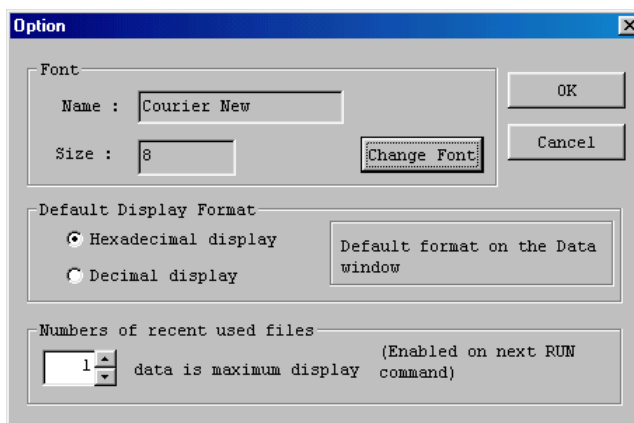 Option
Font
Name : Courier New
OK
Size : 8
Change Font
Cancel
Default Display Format
Hexadecimal display
Decimal display
Default format on the Data
window
Numbers of recent used files
1 data is maximum display
(Enabled on next RUN
command)